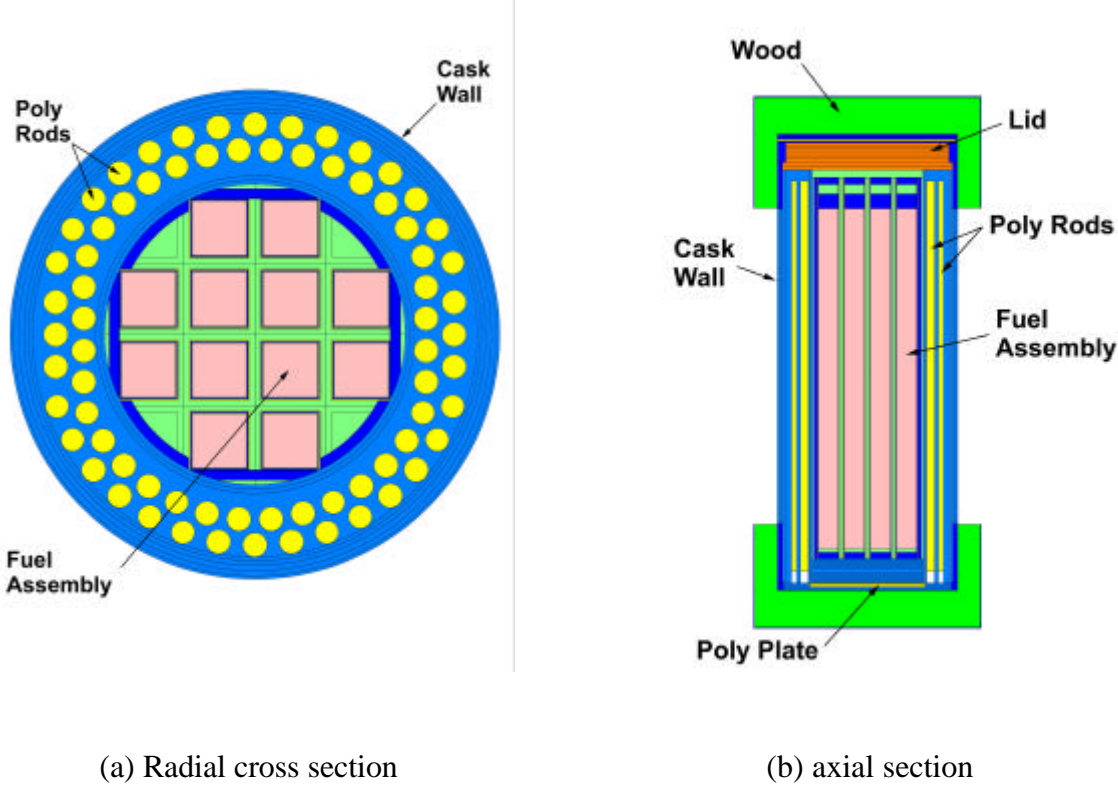 Cask
Wall
Poly
Rods
Fuel
Assembly
Wood
Lid
Poly Rods
Cask
Wall
Fuel
Assembly
Poly Plate
(a) Radial cross section
(b) axial section